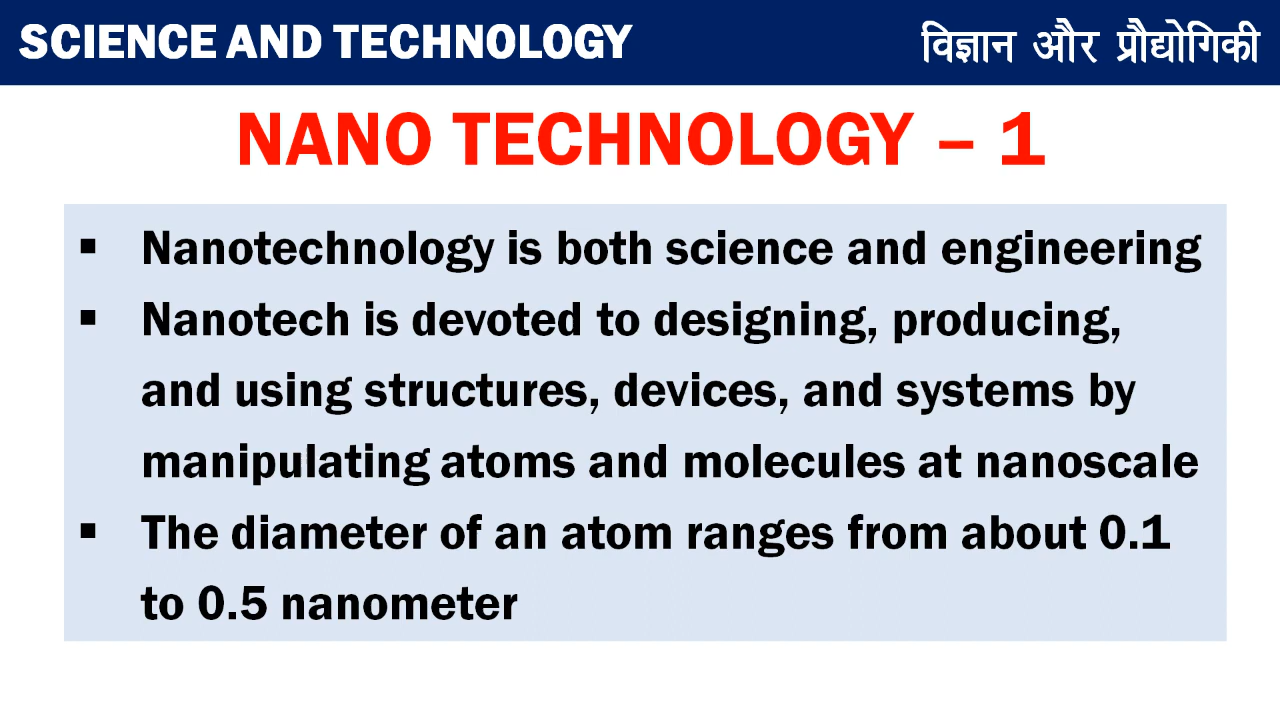 SCIENCE AND TECHNOLOGY
विज्ञान और प्रौद्योगिकी
NANO TECHNOLOGY – 1
▪ Nanotechnology is both science and engineering
▪ Nanotech is devoted to designing, producing,
and using structures, devices, and systems by
manipulating atoms and molecules at nanoscale
▪ The diameter of an atom ranges from about 0.1
to 0.5 nanometer